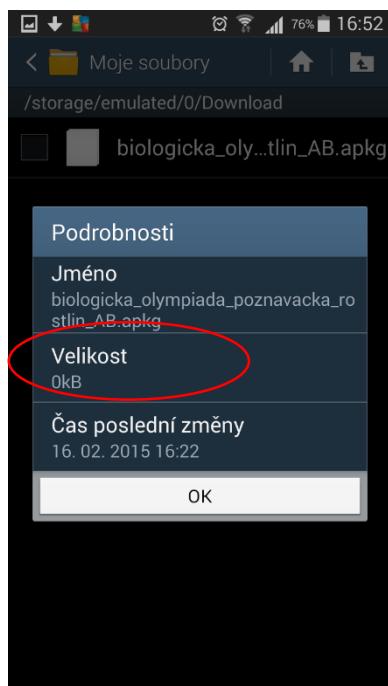 76% 16:52
Moje soubory
/storage/emulated/0/Download
biologicka_oly…tlin_AB.apkg
Podrobnosti
Jméno
biologicka_olympiada_poznavacka_ro
stlin_AB.apkg
Velikost
0kB
Čas poslední změny
16. 02. 2015 16:22
OK